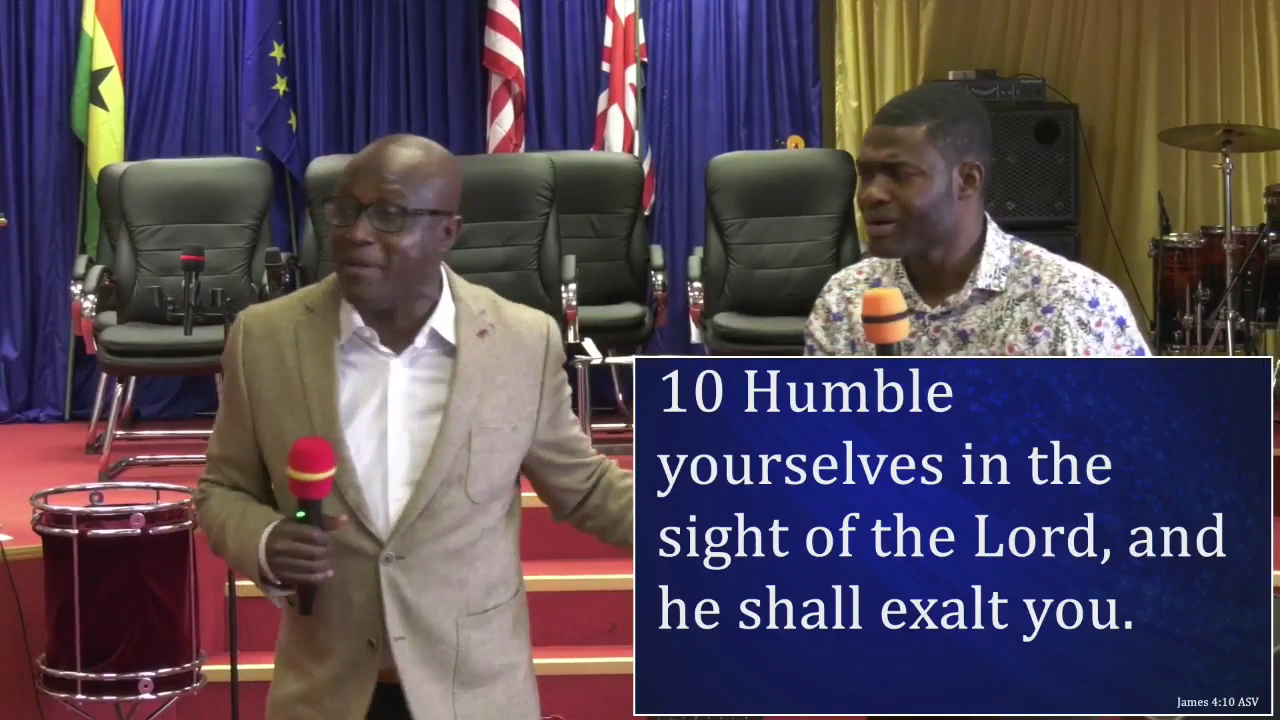 10 Humble
yourselves in the
sight of the Lord, and
he shall exalt you.
James 4:10 ASV